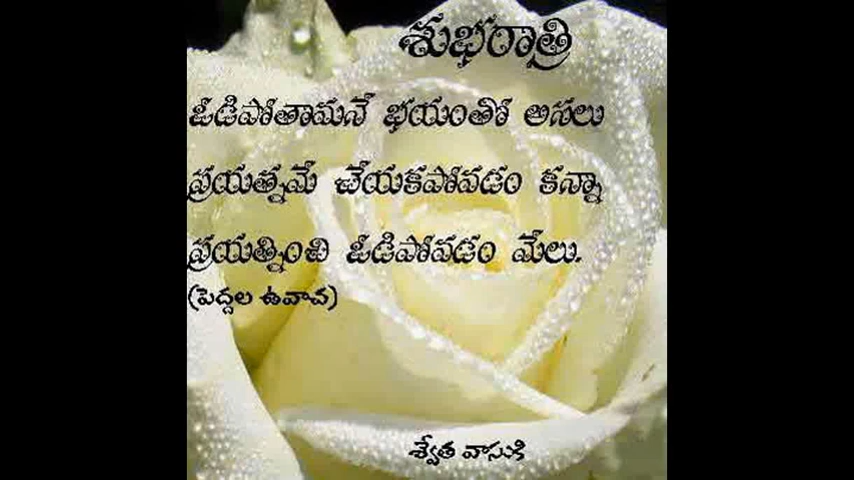 శుభరాత్రి
ఓడిపోతామనే భయంతో అసలు
ప్రయత్నమే చేయకపోవడం కన్నా
ప్రయత్నించి ఓడిపోవడం మేలు.
(పెద్దల ఉవాచ)
శ్వేత వాసుకి